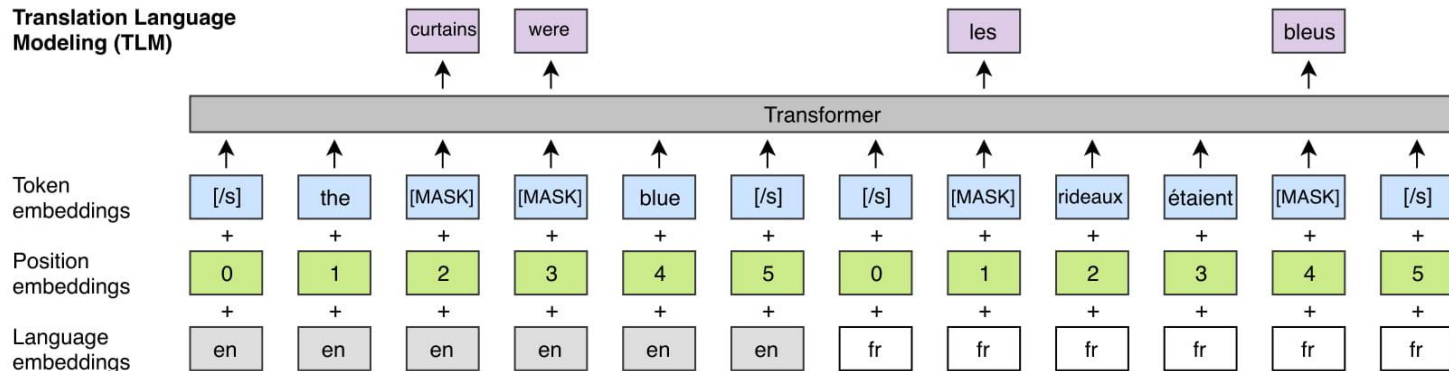 Translation Language
Modeling (TLM)
curtains were les bleus
Transformer
Token
embeddings
[/s] the [MASK] [MASK] blue [/s] [/s] [MASK] rideaux étaient [MASK] [/s]
+ + + + + + + + + + + +
Position
embeddings
0 1 2 3 4 5 0 1 2 3 4 5
+ + + + + + + + + + + +
Language
embeddings
en en en en en en fr fr fr fr fr fr